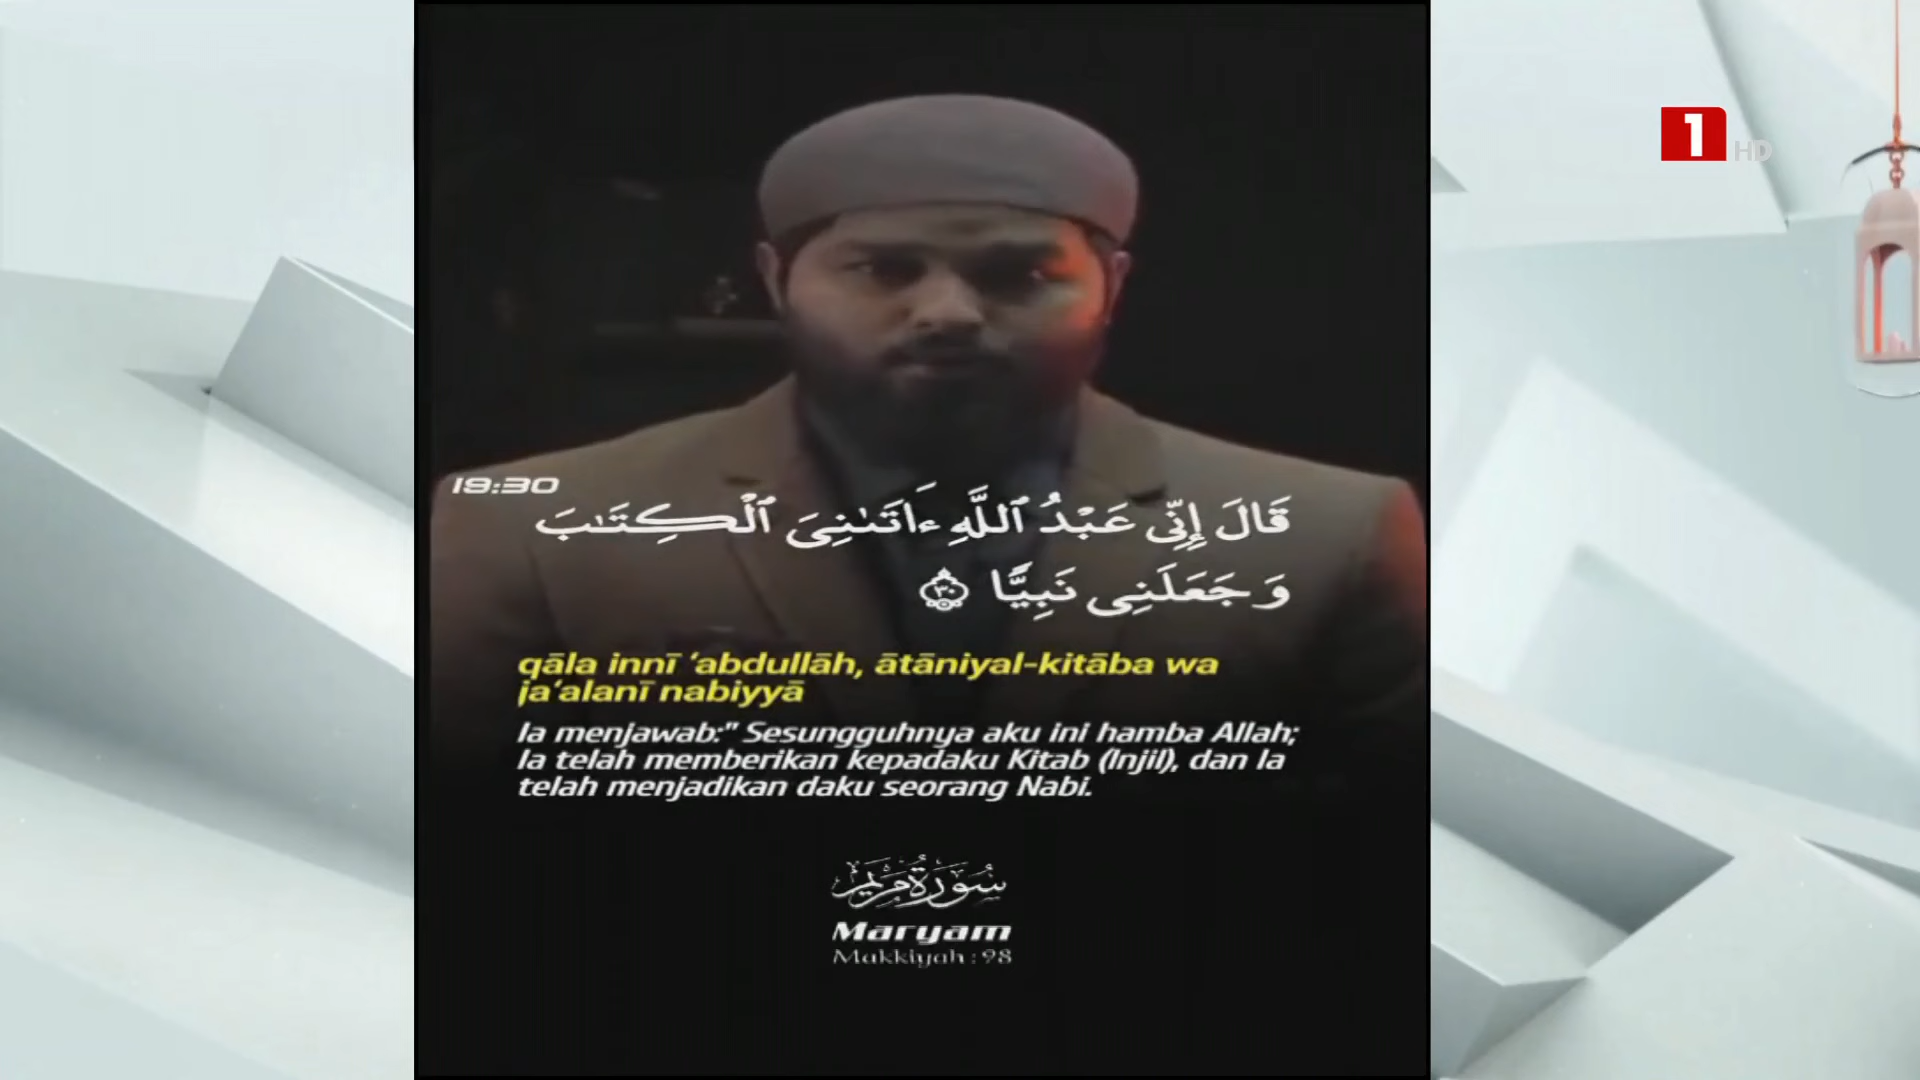 1 HD
19:30
قَالَ إِنِّى عَبْدُ ٱللَّهِ ءَاتَىٰنِىَ ٱلْكِتَـٰبَ
وَجَعَلَنِى نَبِيًّا ٣٠
qāla innī ‘abdullāh, ātāniyal-kitāba wa
ja‘alanī nabiyyā
Ia menjawab:" Sesungguhnya aku ini hamba Allah;
Ia telah memberikan kepadaku Kitab (Injil), dan Ia
telah menjadikan daku seorang Nabi.
سُورَةُ مَرْيَم
Maryam
Makkiyah : 98